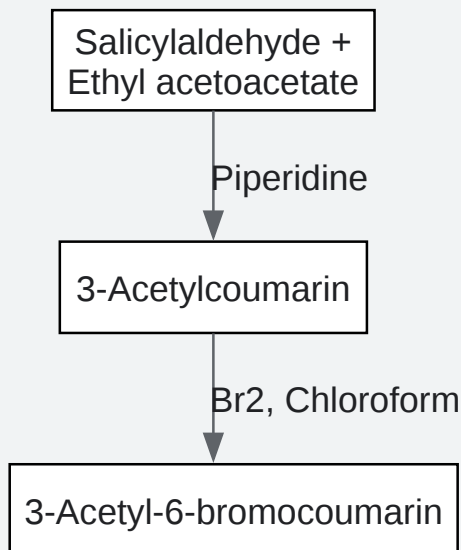 Salicylaldehyde +
Ethyl acetoacetate
Piperidine
3-Acetylcoumarin
Br2, Chloroform
3-Acetyl-6-bromocoumarin